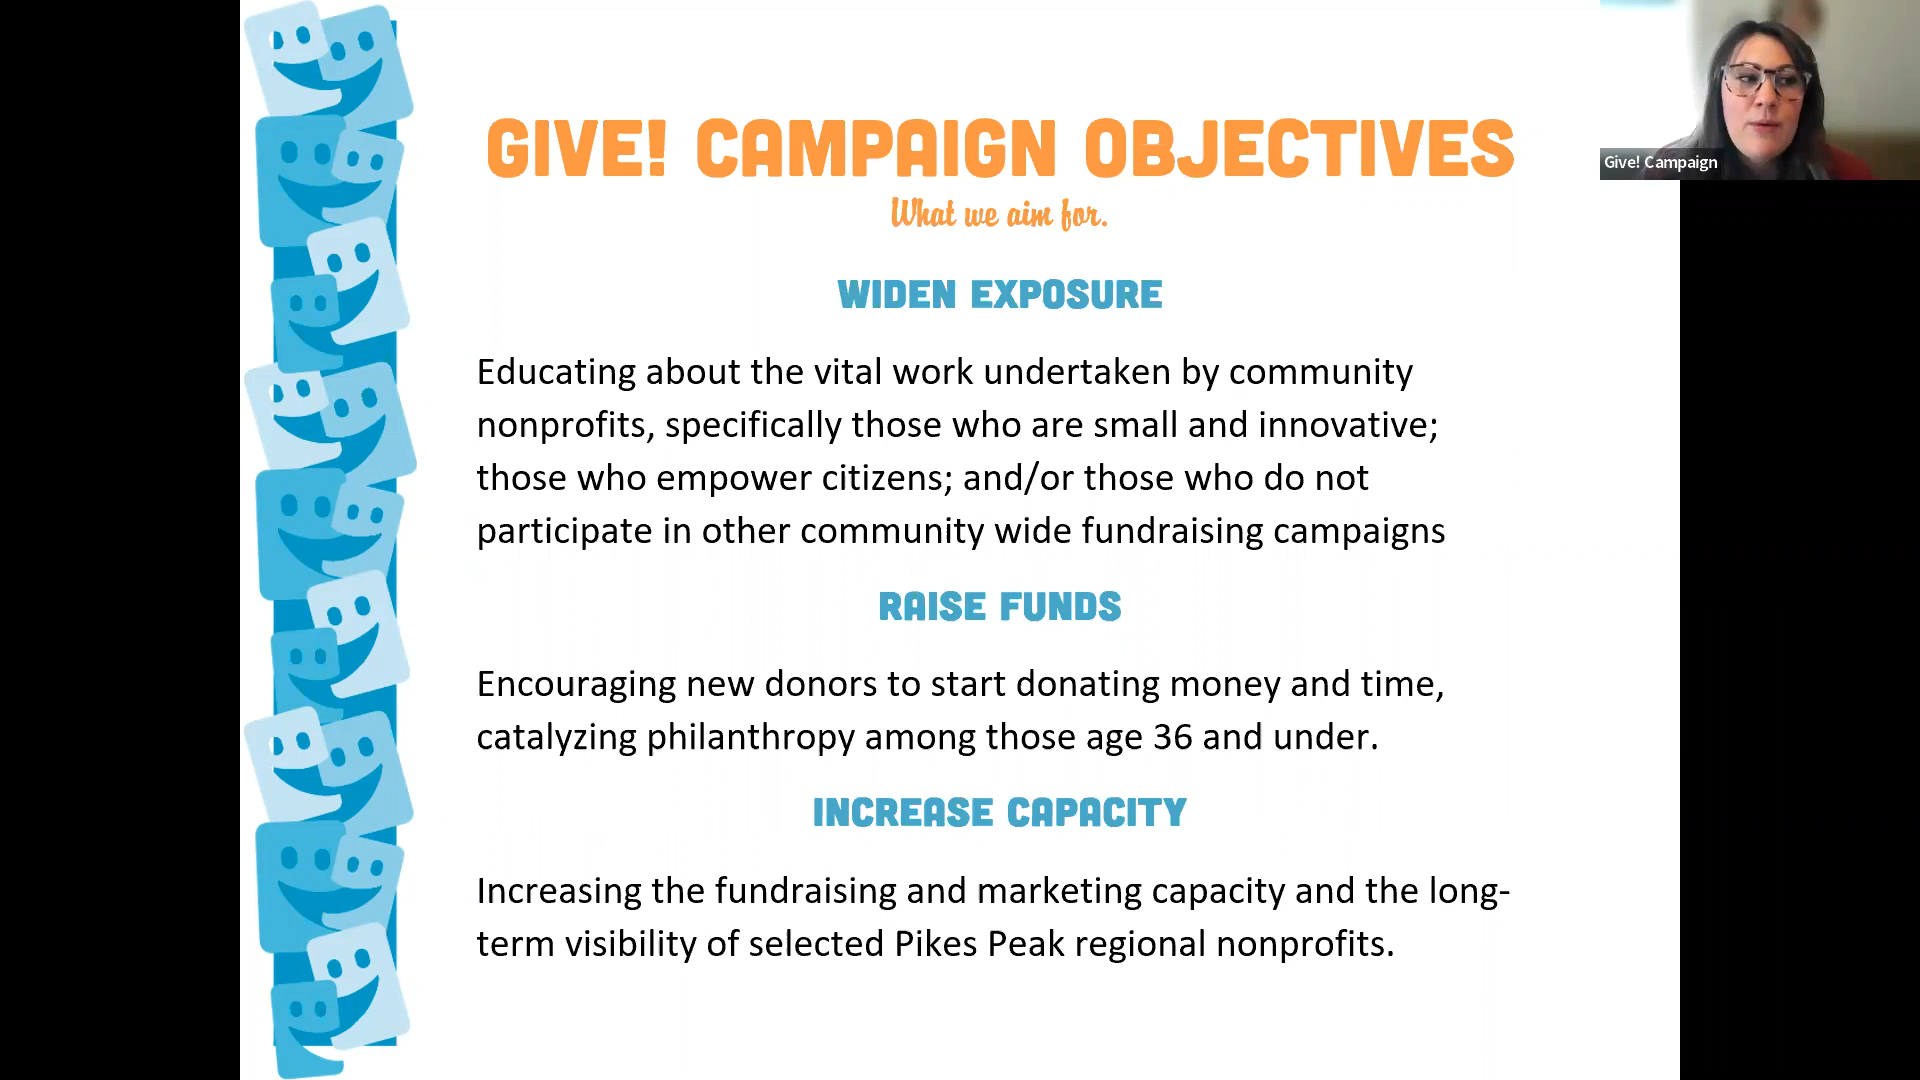 GIVE! CAMPAIGN OBJECTIVES
What we aim for.
Give! Campaign
WIDEN EXPOSURE
Educating about the vital work undertaken by community
nonprofits, specifically those who are small and innovative;
those who empower citizens; and/or those who do not
participate in other community wide fundraising campaigns
RAISE FUNDS
Encouraging new donors to start donating money and time,
catalyzing philanthropy among those age 36 and under.
INCREASE CAPACITY
Increasing the fundraising and marketing capacity and the long-
term visibility of selected Pikes Peak regional nonprofits.